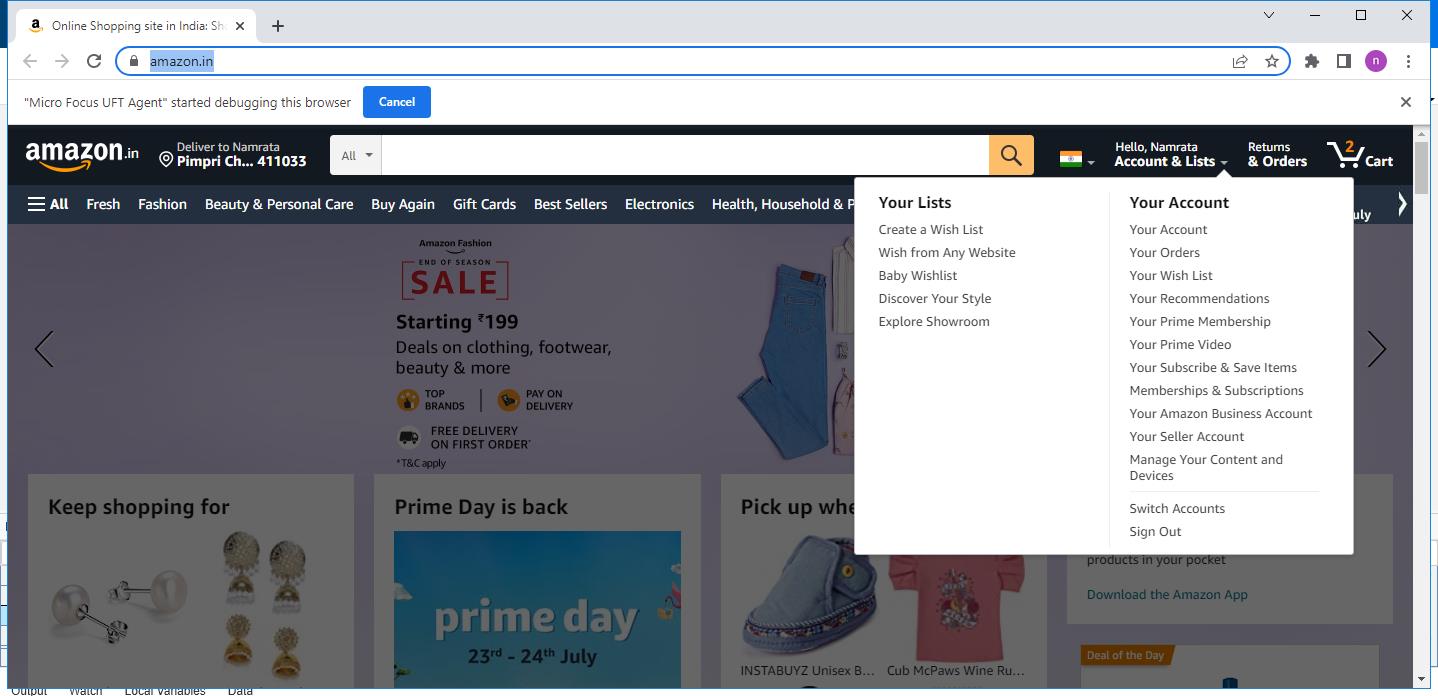 Online Shopping site in India: Sh
amazon.in
n
"Micro Focus UFT Agent" started debugging this browser
Cancel
amazon.in
Deliver to Namrata
Pimpri Ch... 411033
All
Hello, Namrata
Account & Lists
Returns
& Orders
2
Cart
All
Fresh
Fashion
Beauty & Personal Care
Buy Again
Gift Cards
Best Sellers
Electronics
Health, Household & P
uly
Your Lists
Create a Wish List
Wish from Any Website
Baby Wishlist
Discover Your Style
Explore Showroom
Your Account
Your Account
Your Orders
Your Wish List
Your Recommendations
Your Prime Membership
Your Prime Video
Your Subscribe & Save Items
Memberships & Subscriptions
Your Amazon Business Account
Your Seller Account
Manage Your Content and
Devices
Switch Accounts
Sign Out
Amazon Fashion
END OF SEASON
SALE
Starting ₹199
Deals on clothing, footwear,
beauty & more
TOP
BRANDS
PAY ON
DELIVERY
FREE DELIVERY
ON FIRST ORDER*
*T&C apply
Keep shopping for
Prime Day is back
prime day
23rd - 24th July
Pick up whe
INSTABUYZ Unisex B...
Cub McPaws Wine Ru...
products in your pocket
Download the Amazon App
Deal of the Day
Output
Watch
Local Variables
Data